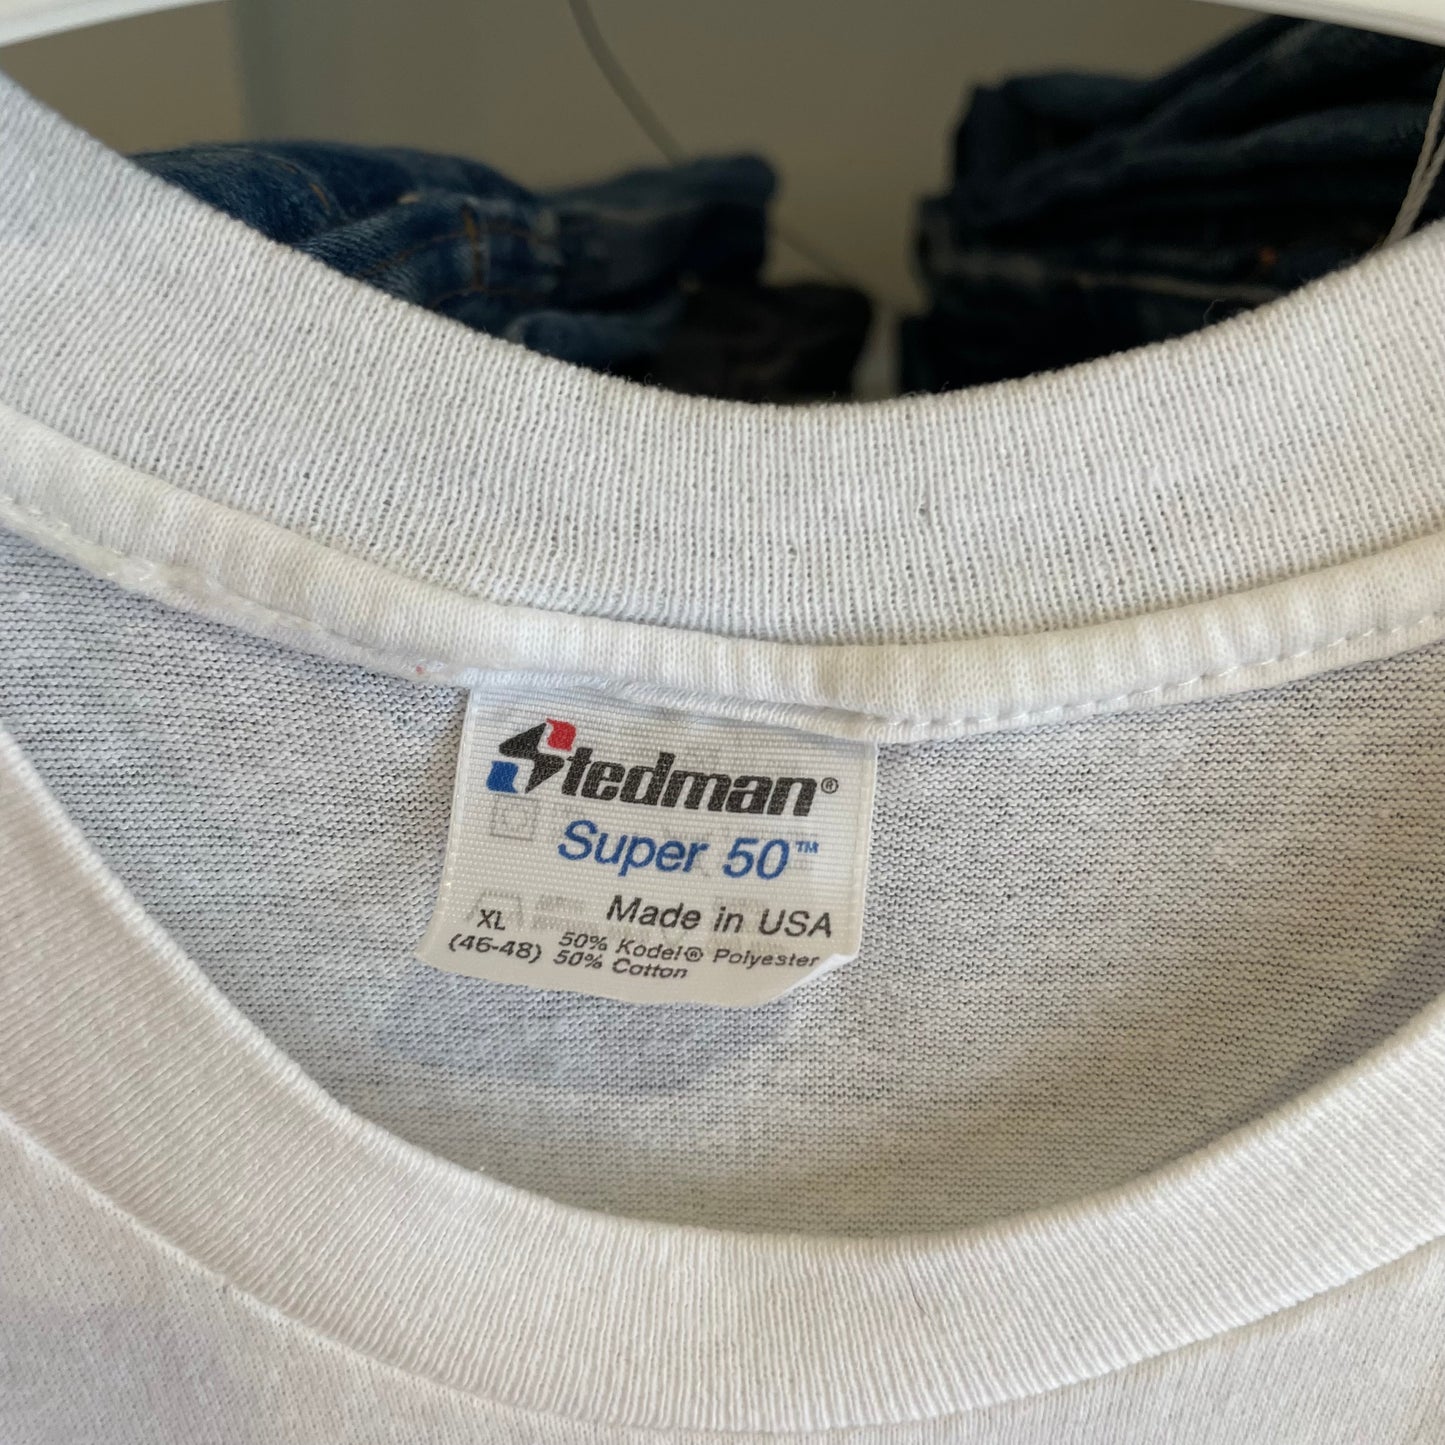 Stedman®
Super 50™
Made in USA
XL
(46-48)
50% Kodel® Polyester
50% Cotton